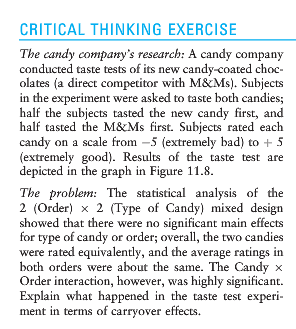 CRITICAL THINKING EXERCISE
The candy company's research: A candy company
conducted taste tests of its new candy-coated choc-
olates (a direct competitor with M&Ms). Subjects
in the experiment were asked to taste both candies;
half the subjects tasted the new candy first, and
half tasted the M&Ms first. Subjects rated each
candy on a scale from −5 (extremely bad) to + 5
(extremely good). Results of the taste test are
depicted in the graph in Figure 11.8.
The problem: The statistical analysis of the
2 (Order) × 2 (Type of Candy) mixed design
showed that there were no significant main effects
for type of candy or order; overall, the two candies
were rated equivalently, and the average ratings in
both orders were about the same. The Candy ×
Order interaction, however, was highly significant.
Explain what happened in the taste test experi-
ment in terms of carryover effects.